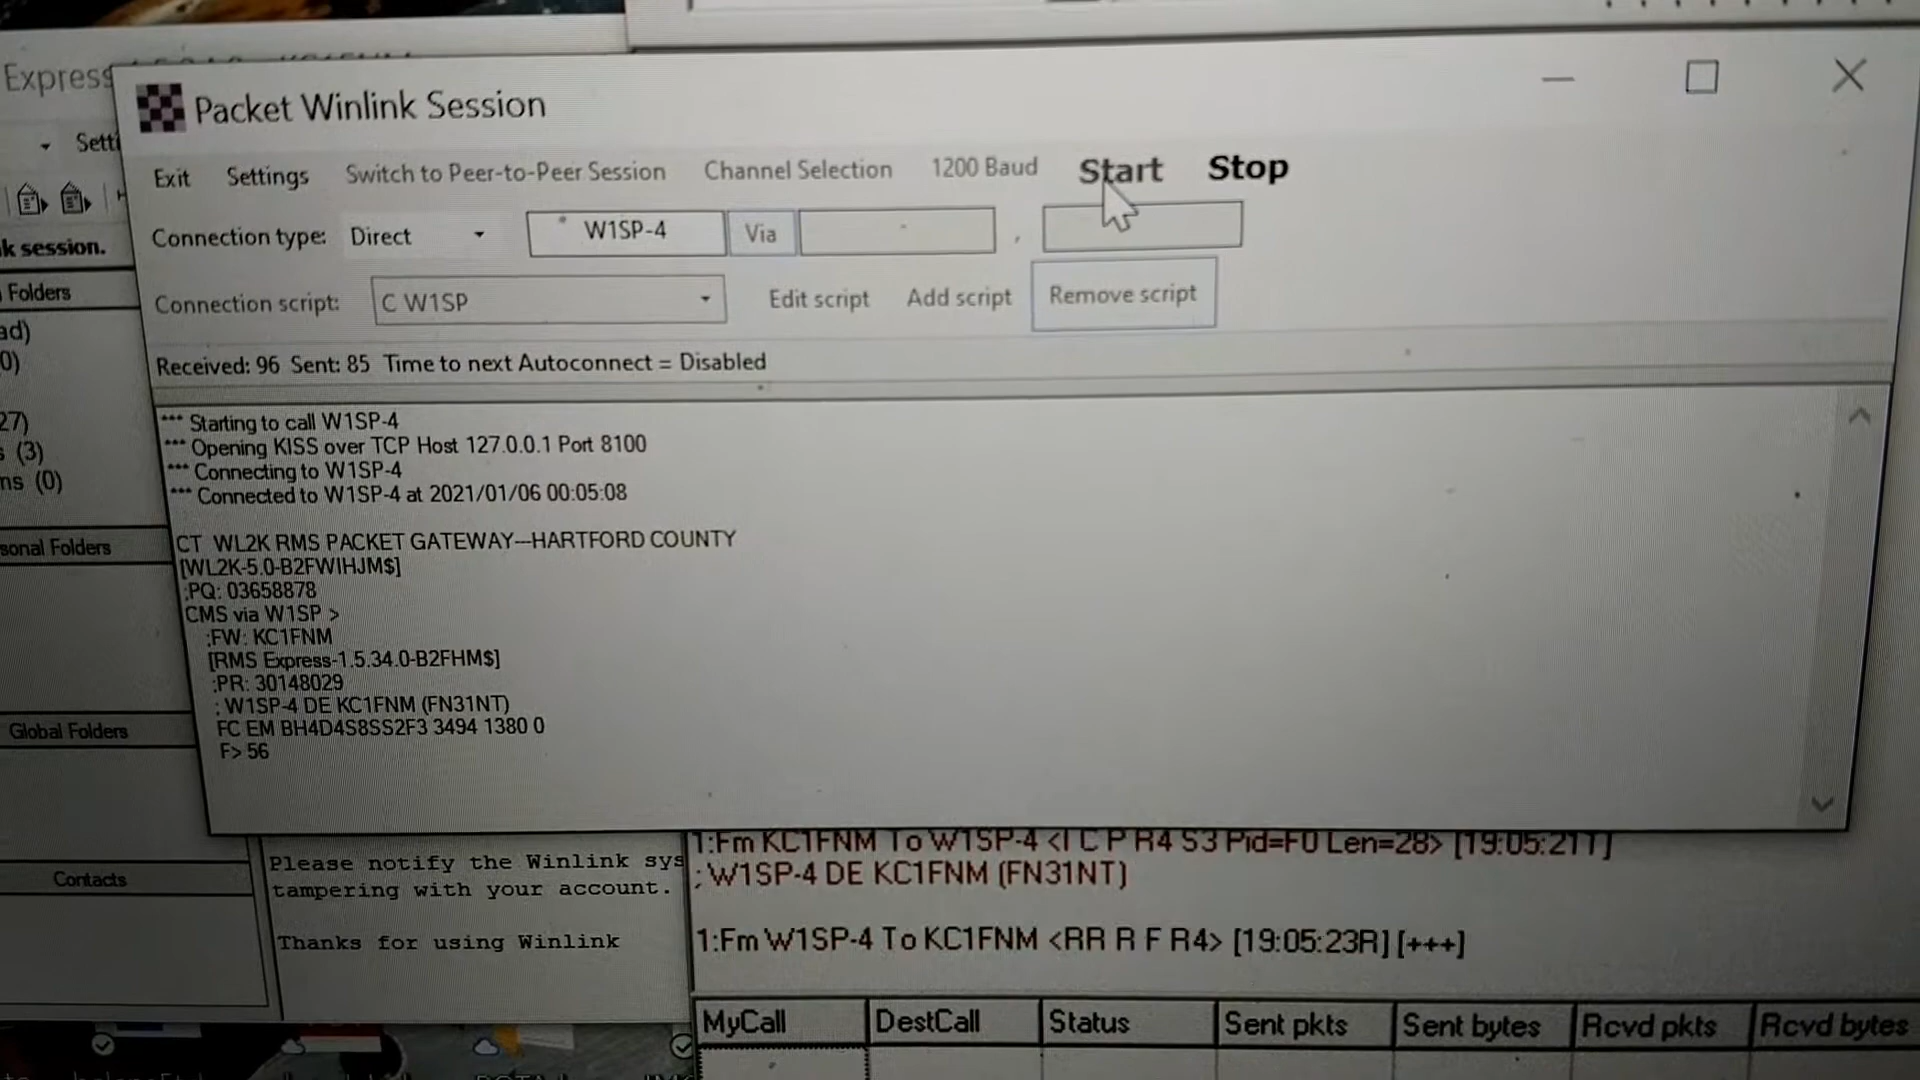 Express
Packet Winlink Session
Exit Settings Switch to Peer-to-Peer Session Channel Selection 1200 Baud Start Stop
Connection type: Direct W1SP-4 Via ,
k session.
Connection script: C W1SP Edit script Add script Remove script
Folders
Received: 96 Sent: 85 Time to next Autoconnect = Disabled
*** Starting to call W1SP-4
*** Opening KISS over TCP Host 127.0.0.1 Port 8100
*** Connecting to W1SP-4
*** Connected to W1SP-4 at 2021/01/06 00:05:08
27)
(3)
ns (0)
sonal Folders
CT WL2K RMS PACKET GATEWAY---HARTFORD COUNTY
[WL2K-5.0-B2FWIHJM$]
;PQ: 03658878
CMS via W1SP >
;FW: KC1FNM
[RMS Express-1.5.34.0-B2FHM$]
;PR: 30148029
; W1SP-4 DE KC1FNM (FN31NT)
FC EM BH4D4S8SS2F3 3494 1380 0
F> 56
Global Folders
Contacts
Please notify the Winlink sys
tampering with your account.
Thanks for using Winlink
1:Fm KC1FNM To W1SP-4 <I C P R4 S3 Pid=F0 Len=28> [19:05:21T]
; W1SP-4 DE KC1FNM (FN31NT)
1:Fm W1SP-4 To KC1FNM <RR R F R4> [19:05:23R] [+++]
MyCall DestCall Status Sent pkts Sent bytes Rcvd pkts Rcvd bytes